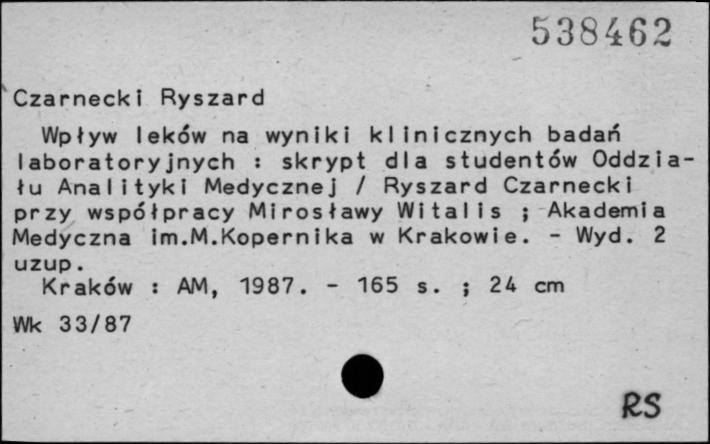 538462
Czarnecki Ryszard
Wpływ leków na wyniki klinicznych badań
laboratoryjnych : skrypt dla studentów Oddzia-
łu Analityki Medycznej / Ryszard Czarnecki
przy współpracy Mirosławy Witalis ; Akademia
Medyczna im.M.Kopernika w Krakowie. - Wyd. 2
uzup.
Kraków : AM, 1987. - 165 s. ; 24 cm
Wk 33/87
RS